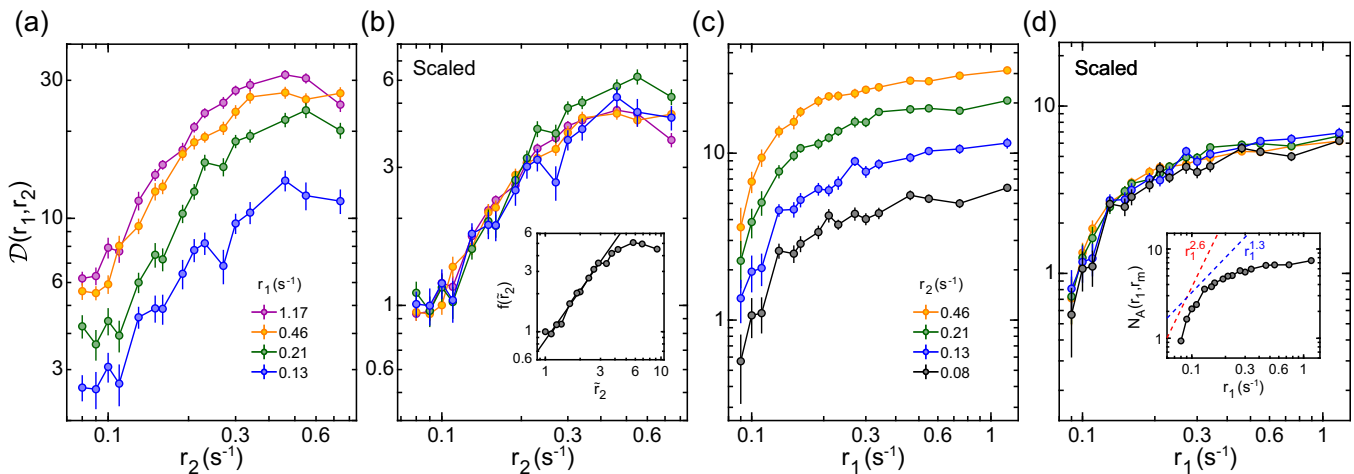 (a)
𝒟(r₁,r₂)
30
10
6
3
0.1
0.3
0.6
r₂(s⁻¹)
r₁(s⁻¹)
1.17
0.46
0.21
0.13
(b)
Scaled
6
3
1
0.6
0.1
0.3
0.6
r₂(s⁻¹)
f(r̃₂)
6
3
1
0.6
1
3
6
10
r̃₂
(c)
10
1
0.1
0.3
0.6
1
r₁(s⁻¹)
r₂(s⁻¹)
0.46
0.21
0.13
0.08
(d)
Scaled
10
1
0.1
0.3
0.6
1
r₁(s⁻¹)
N_A(r₁,r_m)
10
1
r₁^2.6
r₁^1.3
0.1
0.3
1
r₁(s⁻¹)